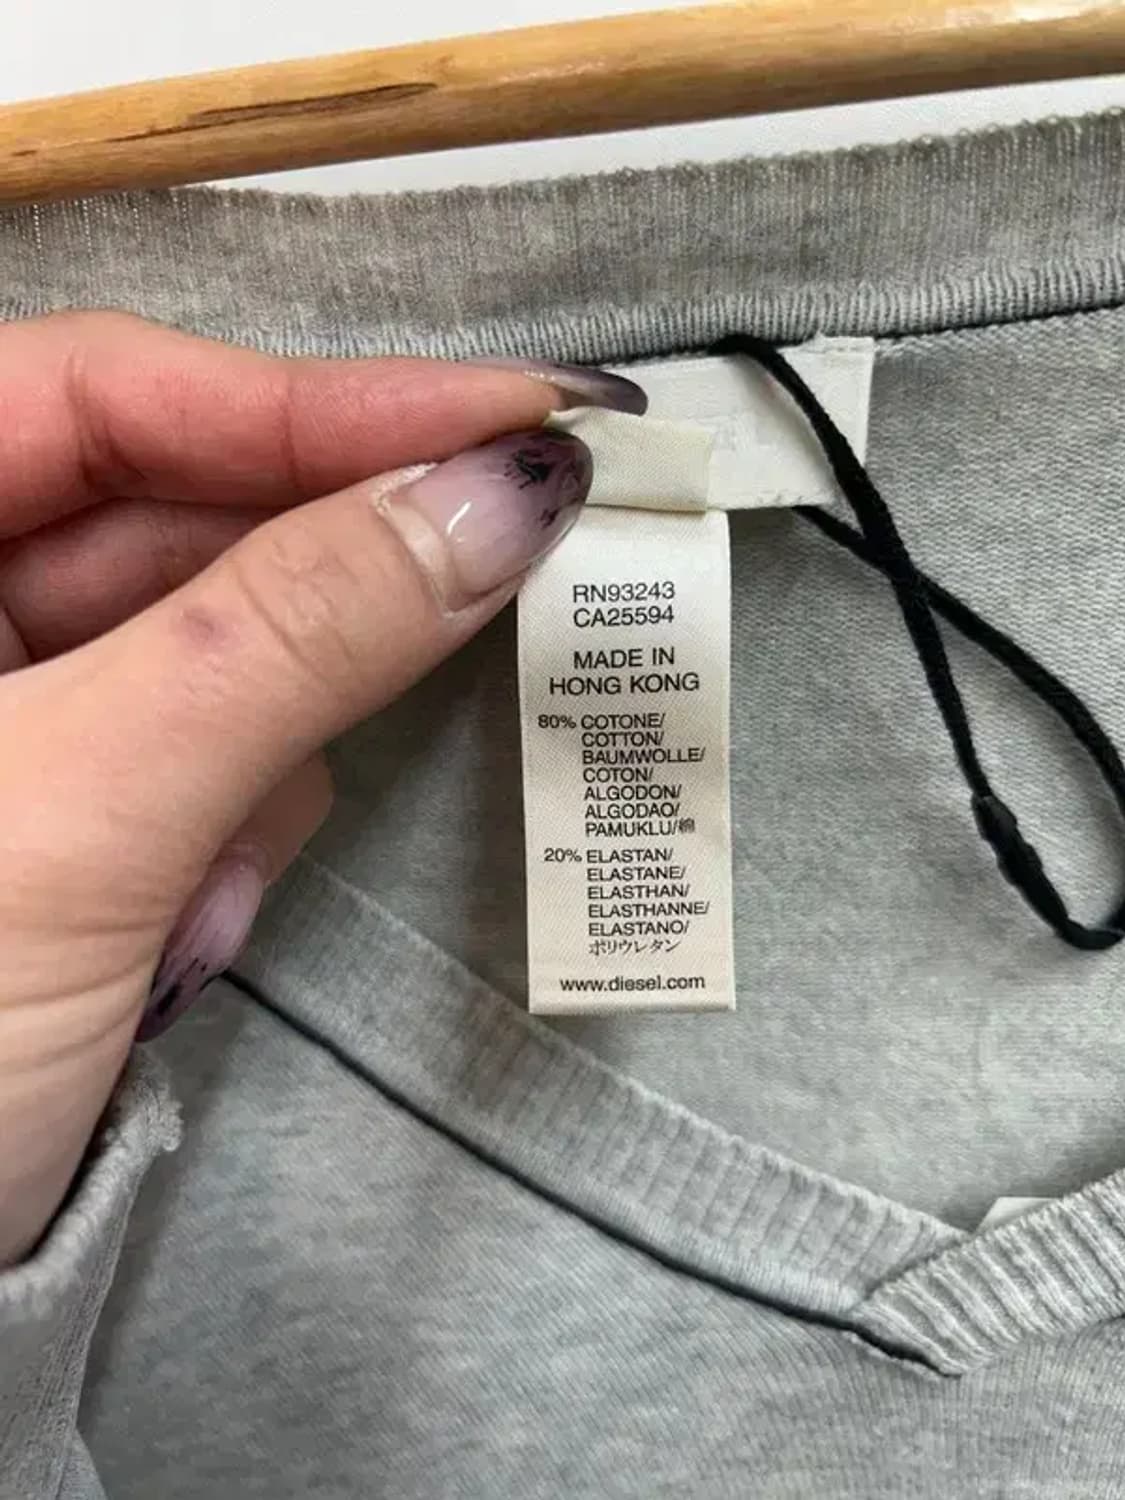 RN93243
CA25594
MADE IN
HONG KONG
80% COTONE/
COTTON/
BAUMWOLLE/
COTON/
ALGODON/
ALGODAO/
PAMUKLU/綿
20% ELASTAN/
ELASTANE/
ELASTHAN/
ELASTHANNE/
ELASTANO/
ポリウレタン
www.diesel.com